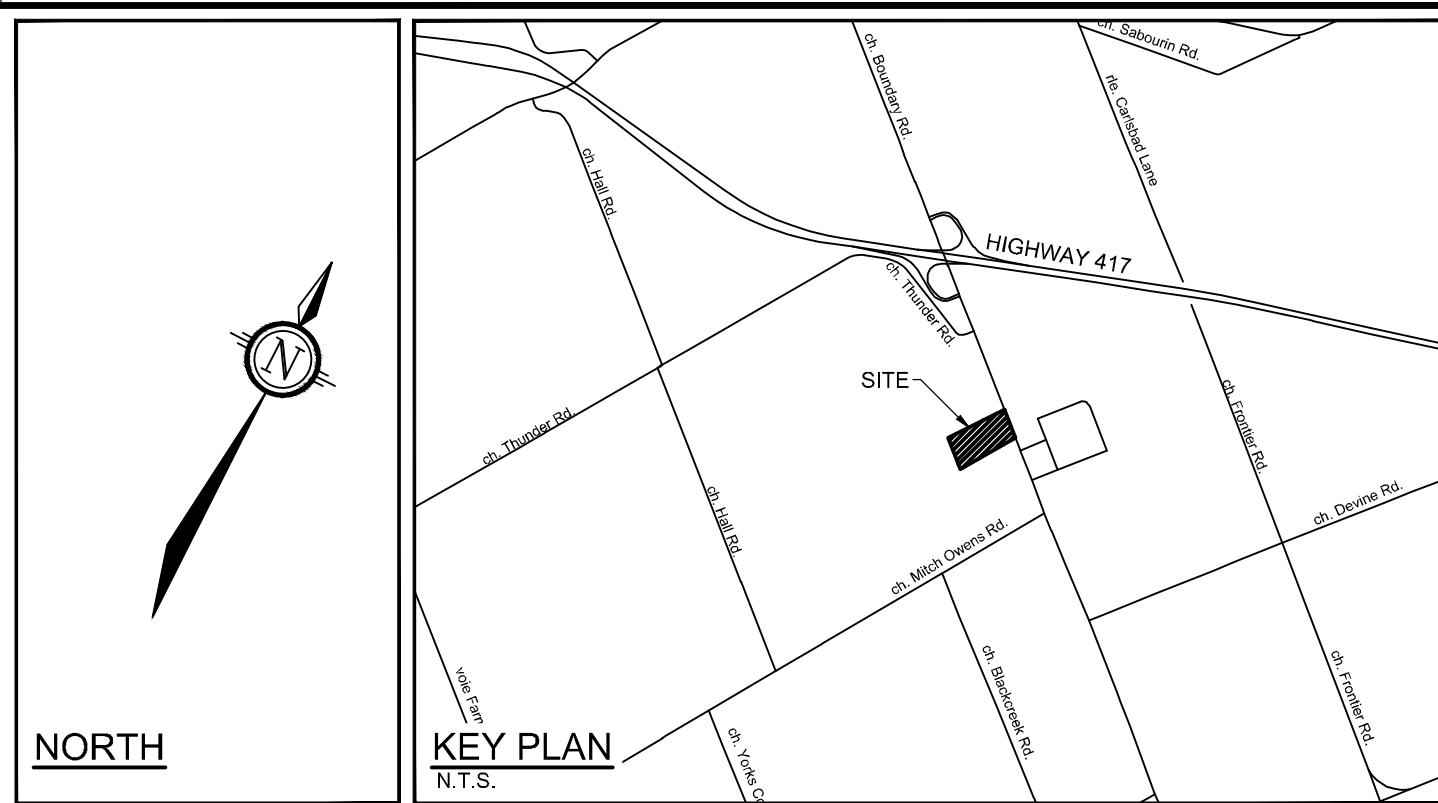 N
NORTH
ch. Sabourin Rd.
ch. Boundary Rd.
rle. Carlsbad Lane
ch. Hall Rd.
HIGHWAY 417
ch. Thunder Rd.
SITE
ch. Thunder Rd.
ch. Frontier Rd.
ch. Hall Rd.
ch. Devine Rd.
ch. Mitch Owens Rd.
ch. Blackcreek Rd.
ch. Frontier Rd.
voie Farm
ch. Yorks
KEY PLAN
N.T.S.